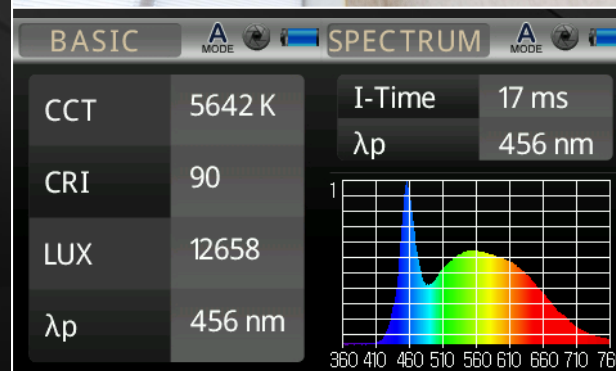 BASIC A MODE
CCT 5642 K
CRI 90
LUX 12658
λp 456 nm
SPECTRUM A MODE
I-Time 17 ms
λp 456 nm
1
360 410 460 510 560 610 660 710 76